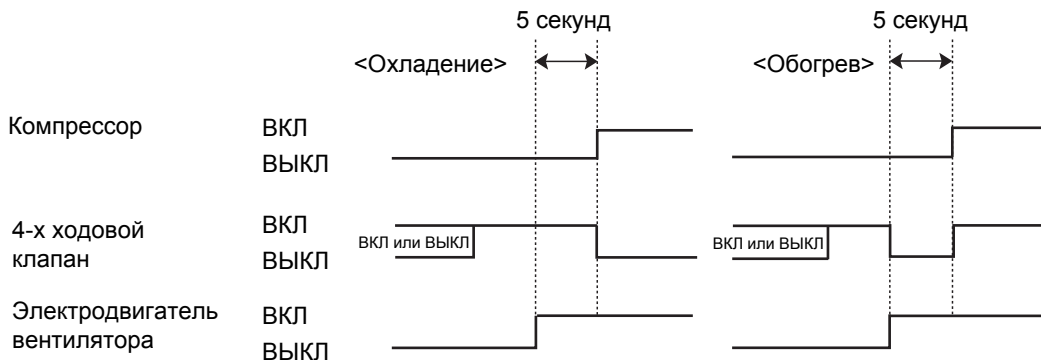 5 секунд 5 секунд
<Охладение> <Обогрев>
Компрессор ВКЛ
ВЫКЛ
4-х ходовой клапан ВКЛ
ВЫКЛ
ВКЛ или ВЫКЛ ВКЛ или ВЫКЛ
Электродвигатель вентилятора ВКЛ
ВЫКЛ